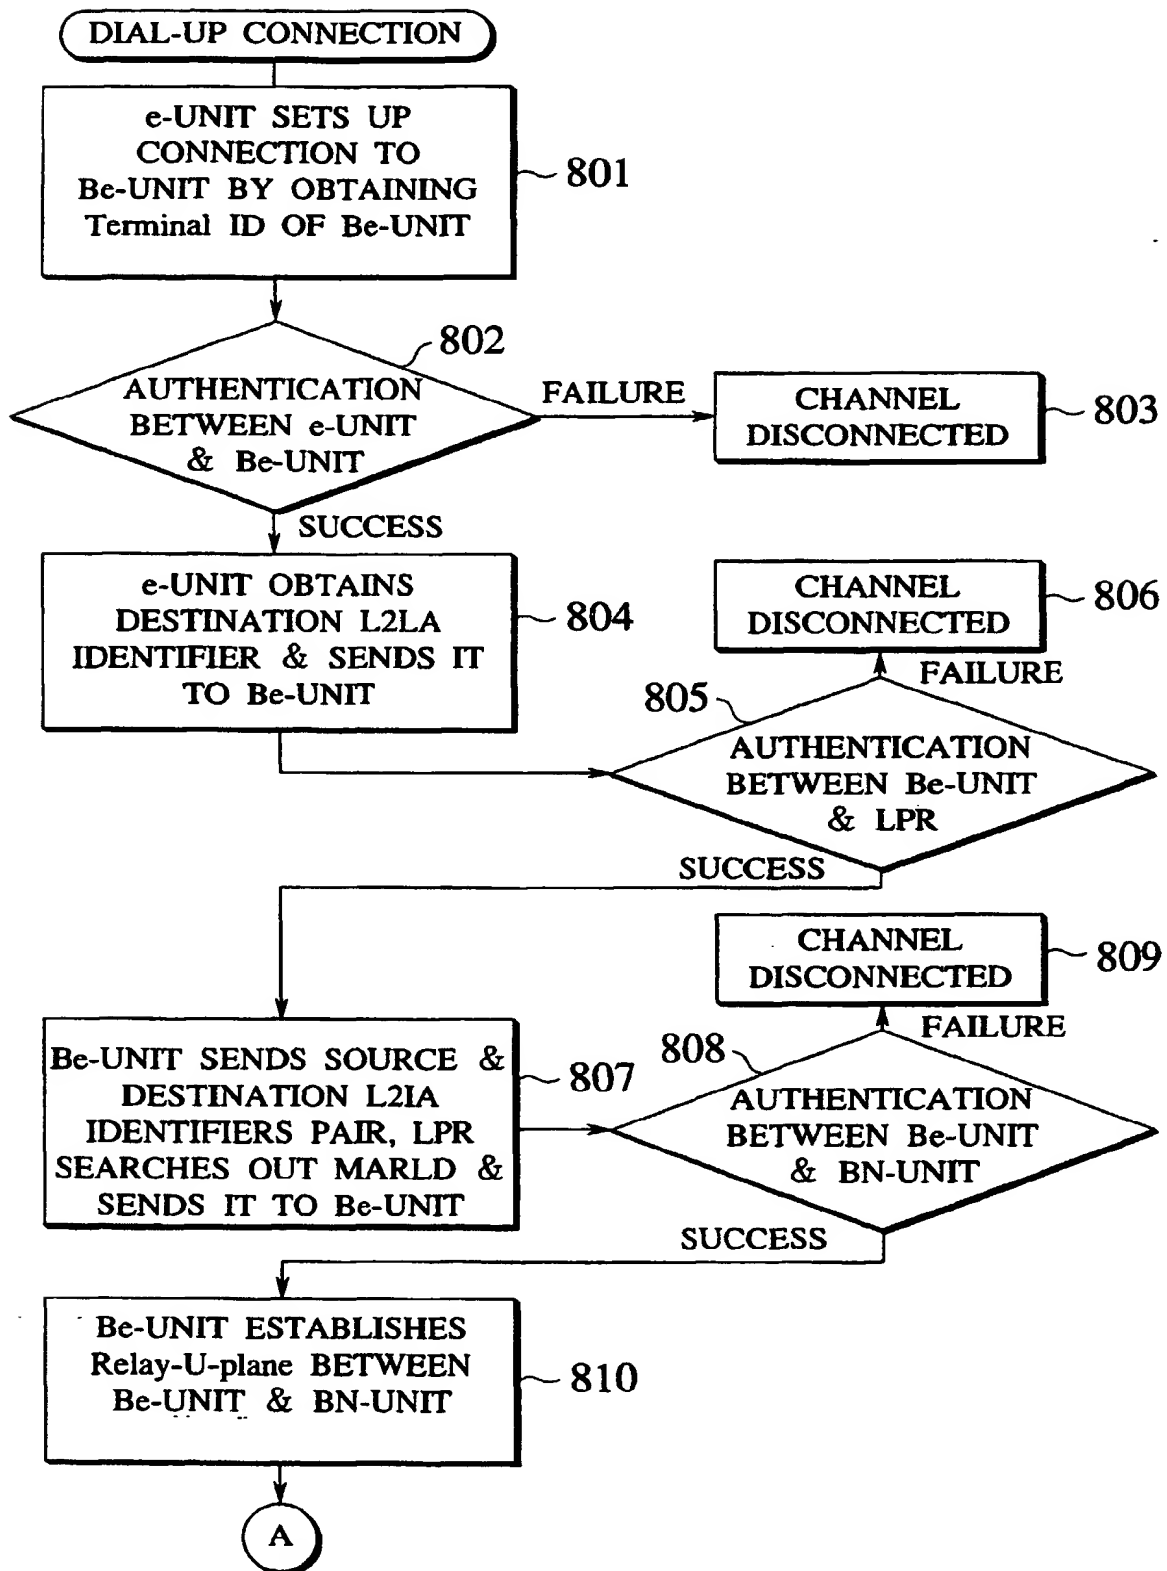 DIAL-UP CONNECTION
e-UNIT SETS UP
CONNECTION TO
Be-UNIT BY OBTAINING
Terminal ID OF Be-UNIT
801
802
AUTHENTICATION
BETWEEN e-UNIT
& Be-UNIT
FAILURE
CHANNEL
DISCONNECTED
803
SUCCESS
e-UNIT OBTAINS
DESTINATION L2LA
IDENTIFIER & SENDS IT
TO Be-UNIT
804
CHANNEL
DISCONNECTED
806
FAILURE
805
AUTHENTICATION
BETWEEN Be-UNIT
& LPR
SUCCESS
CHANNEL
DISCONNECTED
809
FAILURE
Be-UNIT SENDS SOURCE &
DESTINATION L2IA
IDENTIFIERS PAIR, LPR
SEARCHES OUT MARLD &
SENDS IT TO Be-UNIT
807
808
AUTHENTICATION
BETWEEN Be-UNIT
& BN-UNIT
SUCCESS
Be-UNIT ESTABLISHES
Relay-U-plane BETWEEN
Be-UNIT & BN-UNIT
810
A